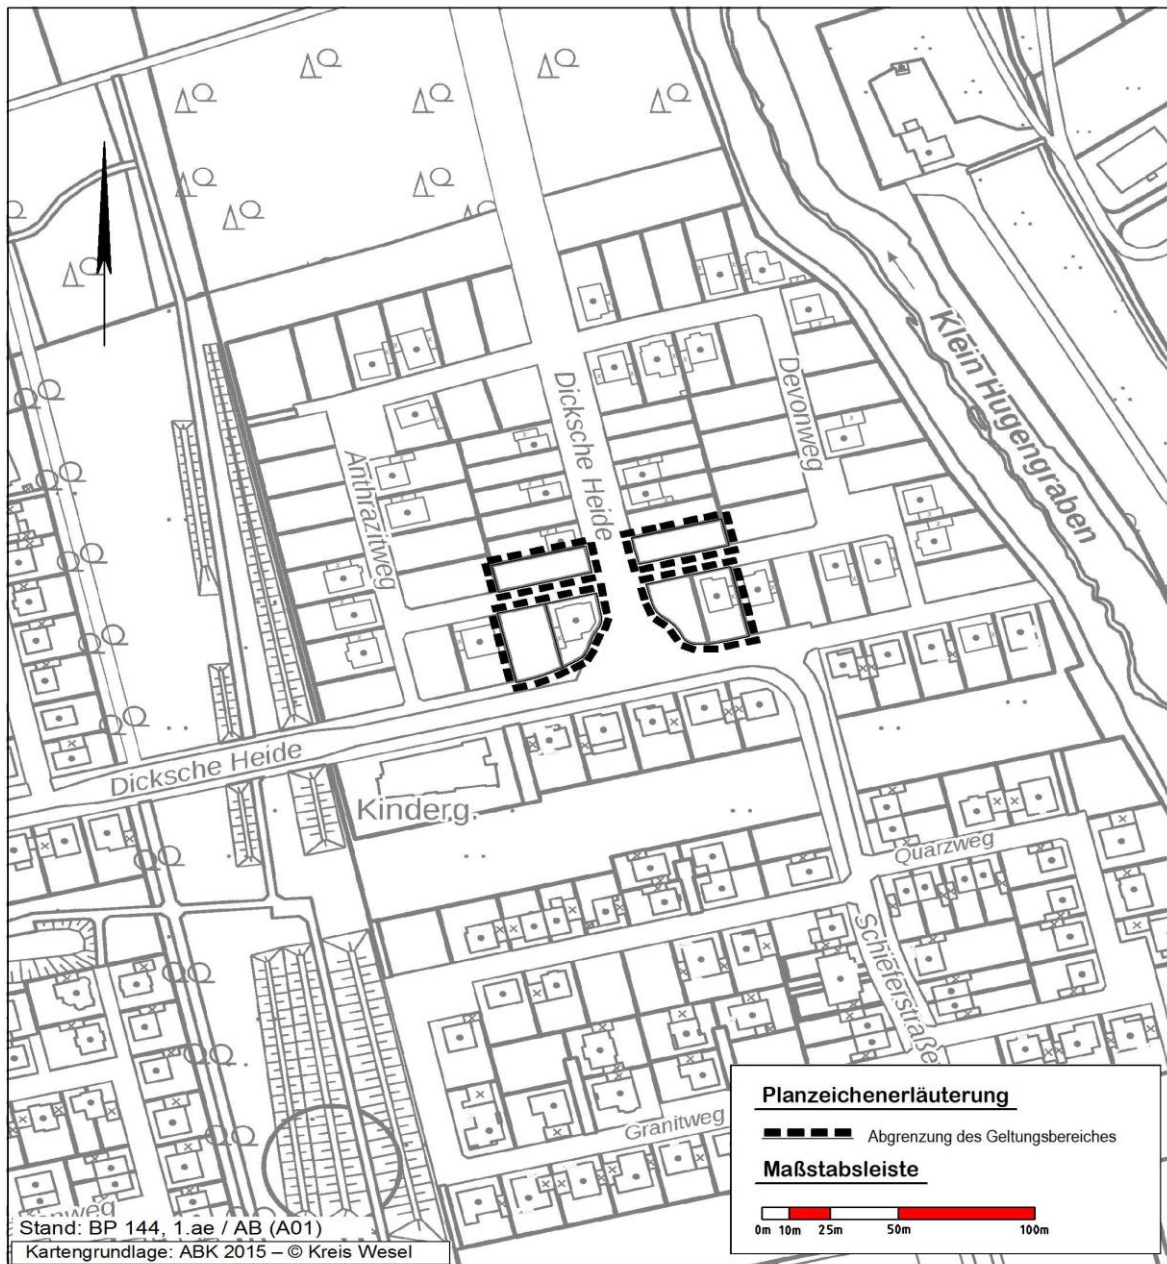 Klein Hugengraben
Devonweg
Dicksche Heide
Anthrazitweg
Dicksche Heide
Kinderg.
Quarzweg
Schieferstraße
Granitweg
Planzeichenerläuterung
Abgrenzung des Geltungsbereiches
Maßstabsleiste
0m 10m 25m 50m 100m
Stand: BP 144, 1.ae / AB (A01)
Kartengrundlage: ABK 2015 – © Kreis Wesel